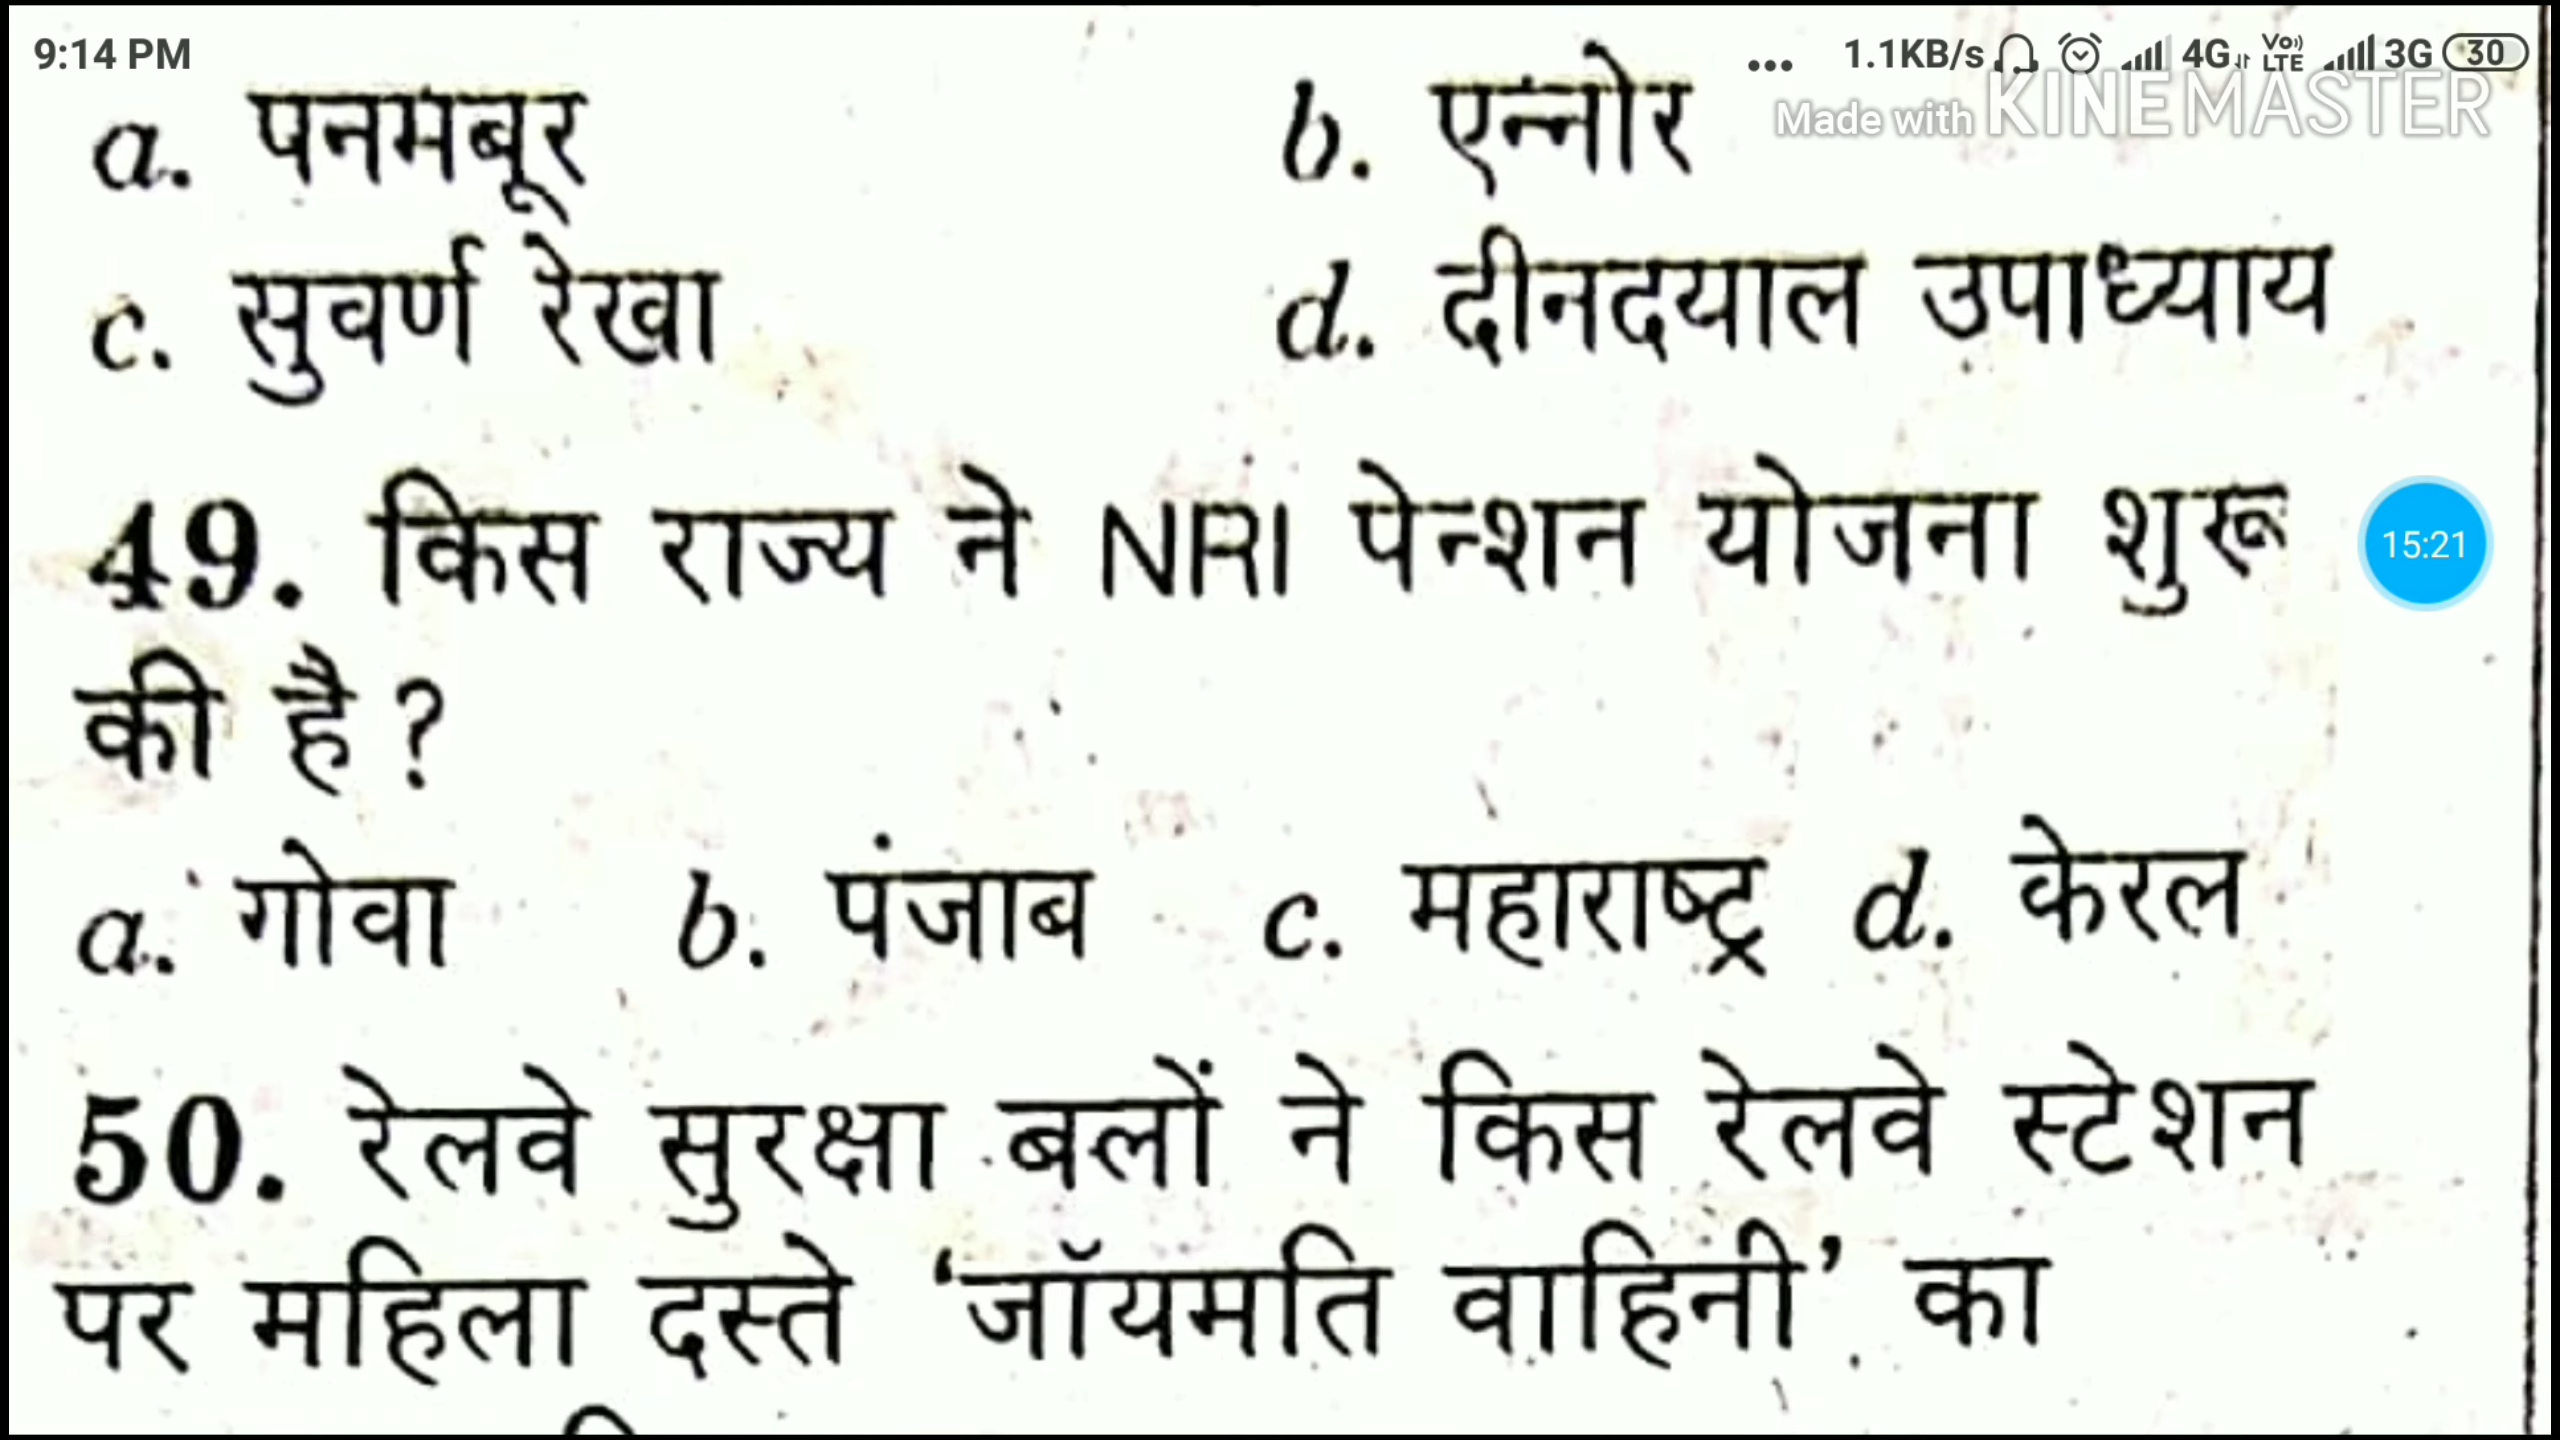 9:14 PM ... 1.1KB/s 4G Vo)) LTE 3G 30
Made with KINEMASTER
a. पनमबूर b. एन्नोर
c. सुवर्ण रेखा d. दीनदयाल उपाध्याय
49. किस राज्य ने NRI पेन्शन योजना शुरू
15:21
की है ?
a. गोवा b. पंजाब c. महाराष्ट्र d. केरल
50. रेलवे सुरक्षा बलों ने किस रेलवे स्टेशन
पर महिला दस्ते ‘जॉयमति वाहिनी’ का